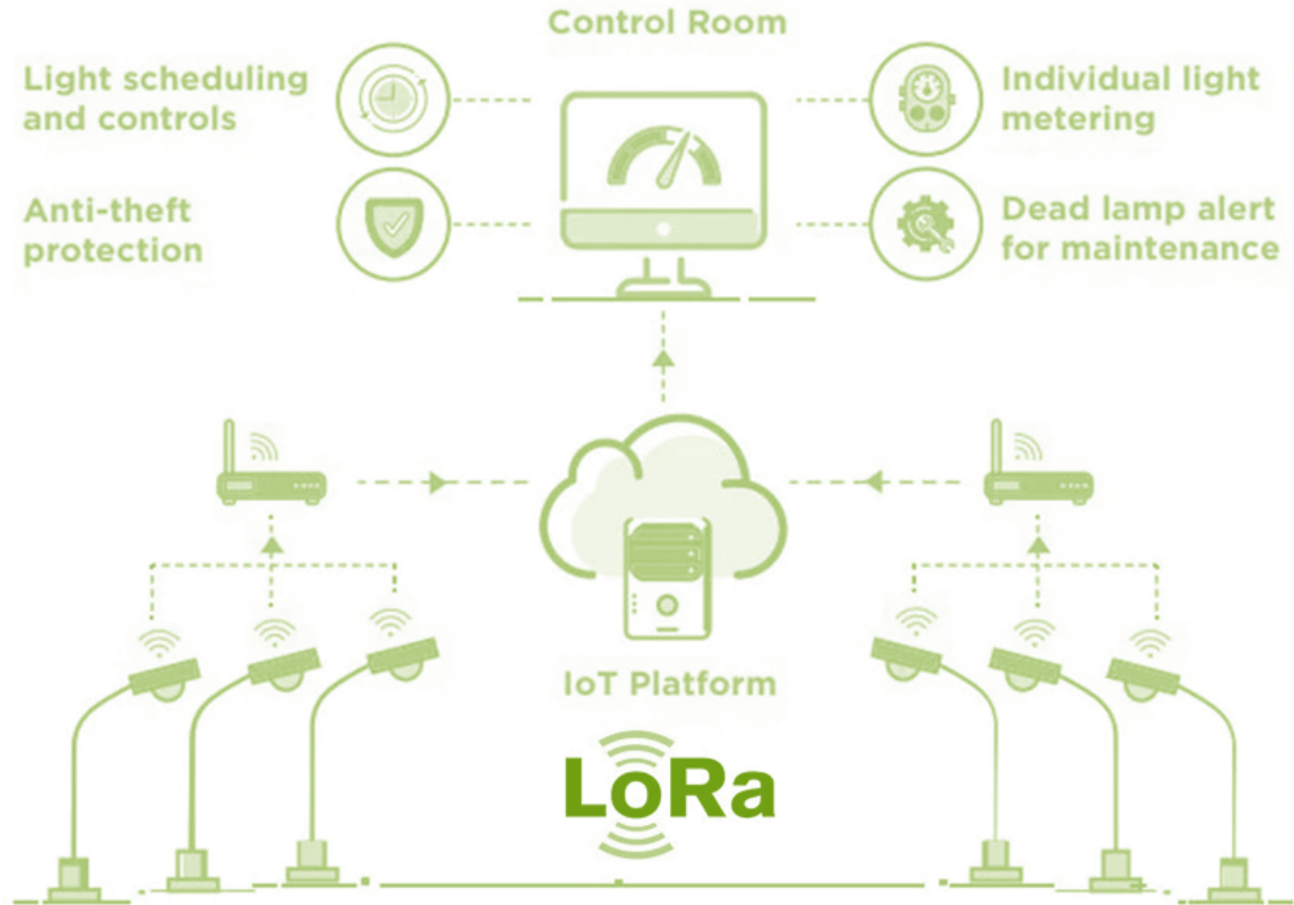 Control Room
Light scheduling
and controls
Individual light
metering
Anti-theft
protection
Dead lamp alert
for maintenance
IoT Platform
LoRa